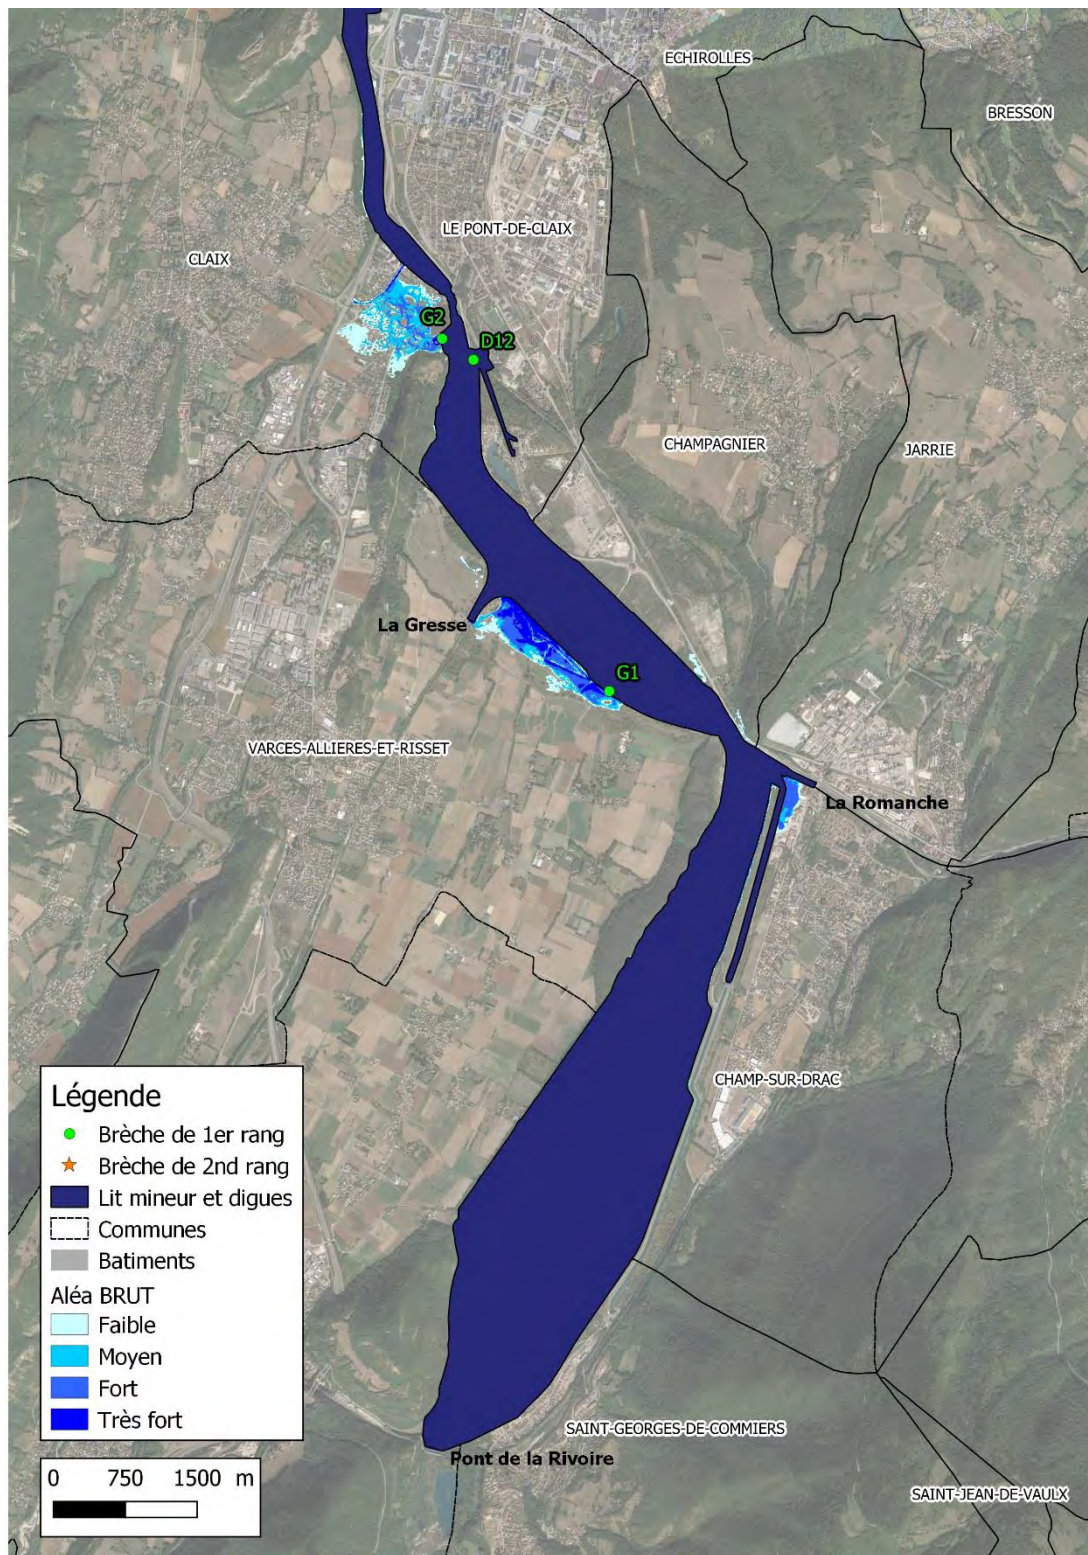 ECHIROLLES
BRESSON
LE PONT-DE-CLAIX
CLAIX
G2
D12
CHAMPAGNIER
JARRIE
La Gresse
G1
VARCES-ALLIERES-ET-RISSET
La Romanche
CHAMP-SUR-DRAC
Légende
Brèche de 1er rang
Brèche de 2nd rang
Lit mineur et digues
Communes
Batiments
Aléa BRUT
Faible
Moyen
Fort
Très fort
SAINT-GEORGES-DE-COMMIERS
Pont de la Rivoire
0 750 1500 m
SAINT-JEAN-DE-VAULX